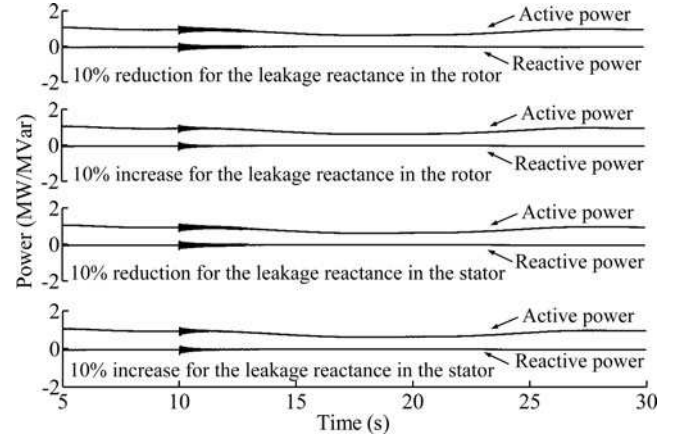 Power (MW/MVar)
2
Active power
0
Reactive power
-2
10% reduction for the leakage reactance in the rotor
2
Active power
0
Reactive power
-2
10% increase for the leakage reactance in the rotor
2
Active power
0
Reactive power
-2
10% reduction for the leakage reactance in the stator
2
Active power
0
Reactive power
-2
10% increase for the leakage reactance in the stator
5 10 15 20 25 30
Time (s)